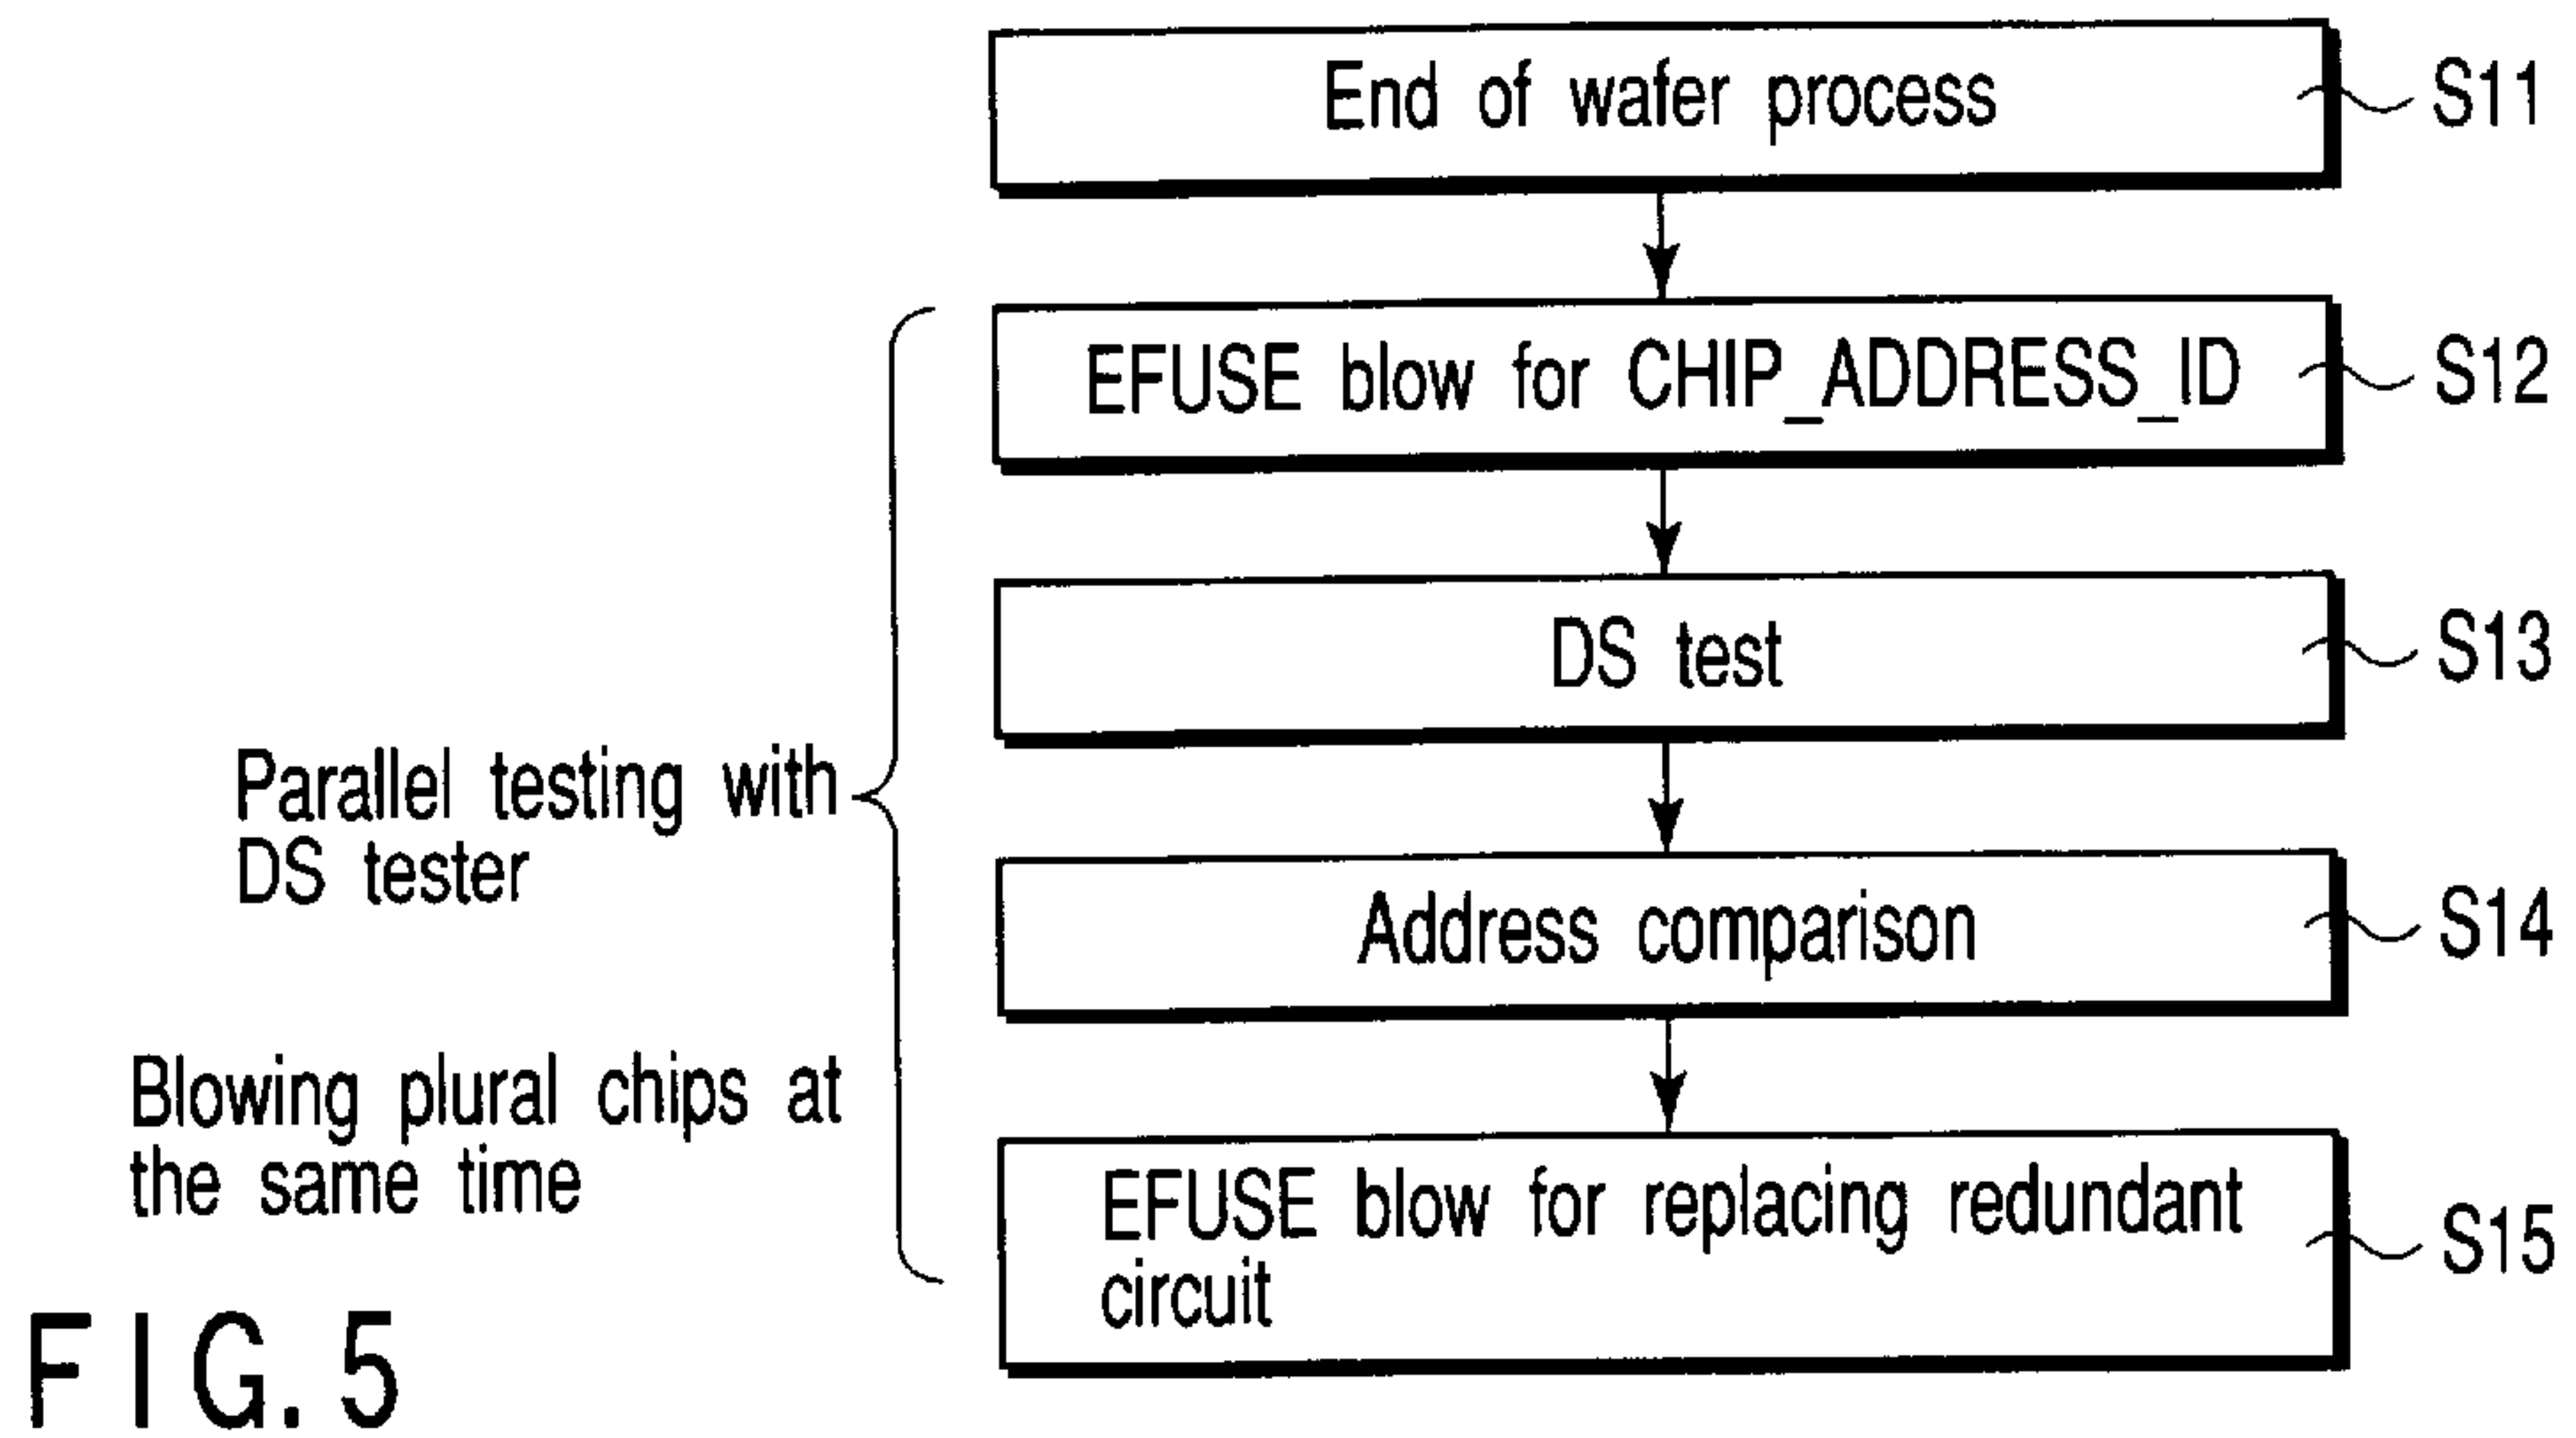 End of wafer process
S11
EFUSE blow for CHIP_ADDRESS_ID
S12
DS test
S13
Parallel testing with
DS tester
Address comparison
S14
Blowing plural chips at
the same time
EFUSE blow for replacing redundant
circuit
S15
FIG. 5